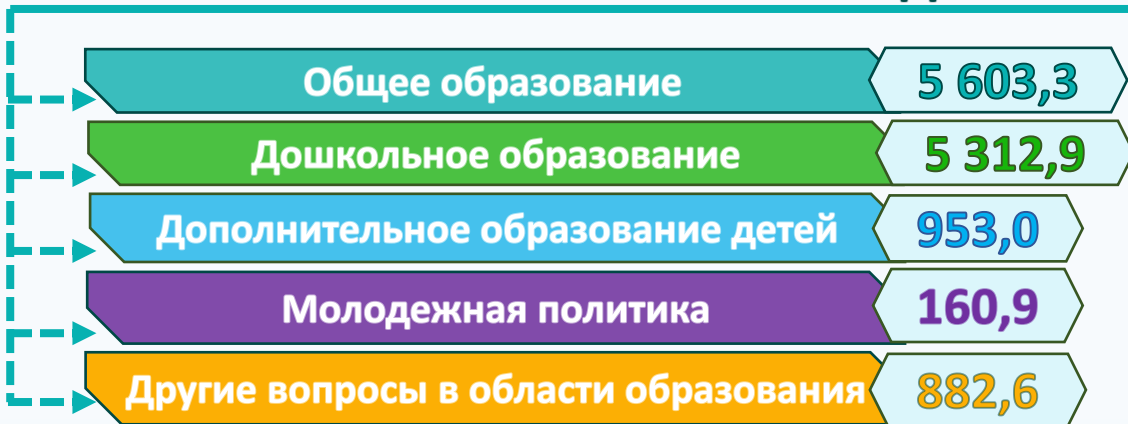 Общее образование 5 603,3
Дошкольное образование 5 312,9
Дополнительное образование детей 953,0
Молодежная политика 160,9
Другие вопросы в области образования 882,6